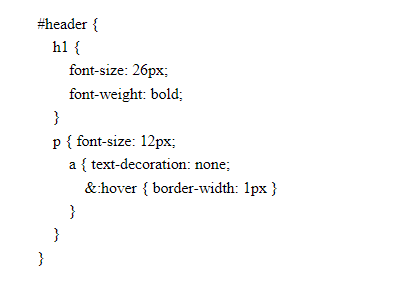 #header {
h1 {
font-size: 26px;
font-weight: bold;
}
p { font-size: 12px;
a { text-decoration: none;
&:hover { border-width: 1px }
}
}
}